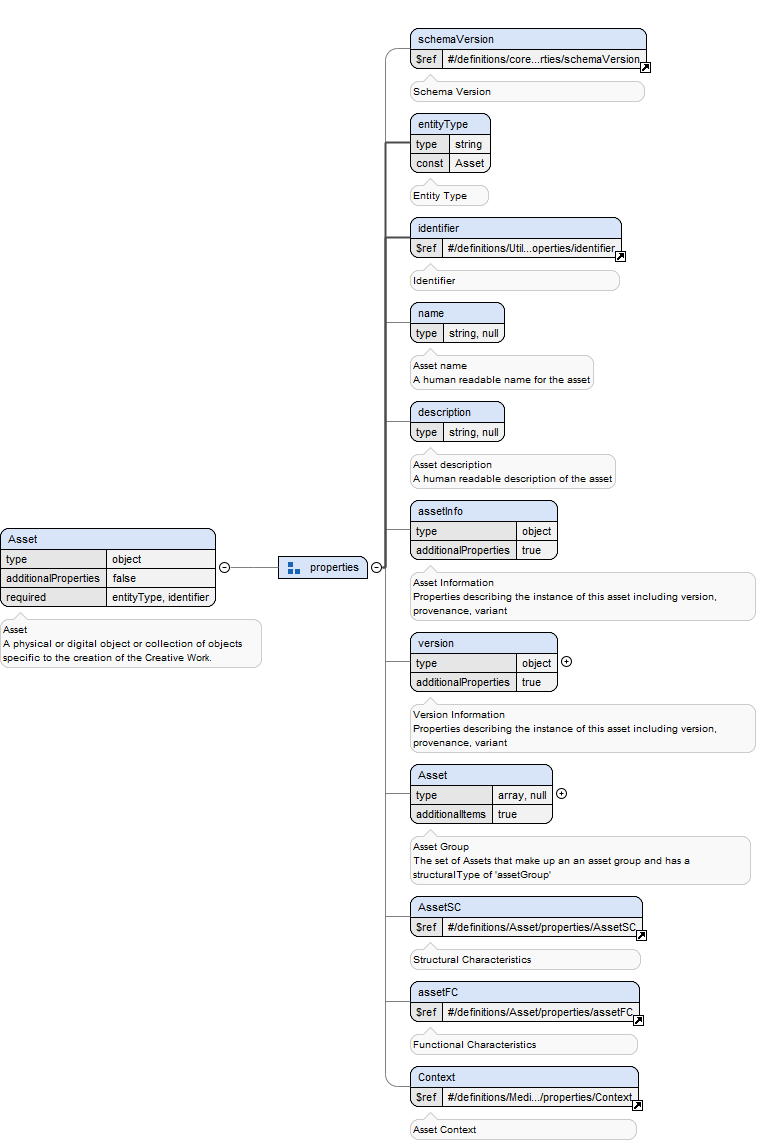 schemaVersion
$ref #/definitions/core...rties/schemaVersion
Schema Version
entityType
type string
const Asset
Entity Type
identifier
$ref #/definitions/Util...operties/identifier
Identifier
name
type string, null
Asset name
A human readable name for the asset
description
type string, null
Asset description
A human readable description of the asset
assetInfo
type object
additionalProperties true
Asset Information
Properties describing the instance of this asset including version,
provenance, variant
Asset
type object
additionalProperties false
required entityType, identifier
Asset
A physical or digital object or collection of objects
specific to the creation of the Creative Work.
properties
version
type object
additionalProperties true
Version Information
Properties describing the instance of this asset including version,
provenance, variant
Asset
type array, null
additionalItems true
Asset Group
The set of Assets that make up an an asset group and has a
structuralType of 'assetGroup'
AssetSC
$ref #/definitions/Asset/properties/AssetSC
Structural Characteristics
assetFC
$ref #/definitions/Asset/properties/assetFC
Functional Characteristics
Context
$ref #/definitions/Medi.../properties/Context
Asset Context